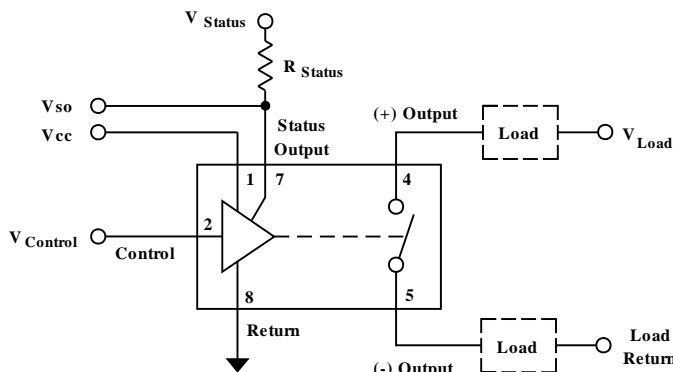 V Status
R Status
Vso
Status
Output
(+) Output
Load
V Load
Vcc
1
7
4
2
V Control
Control
8
5
Return
Load
Load
Return
(-) Output